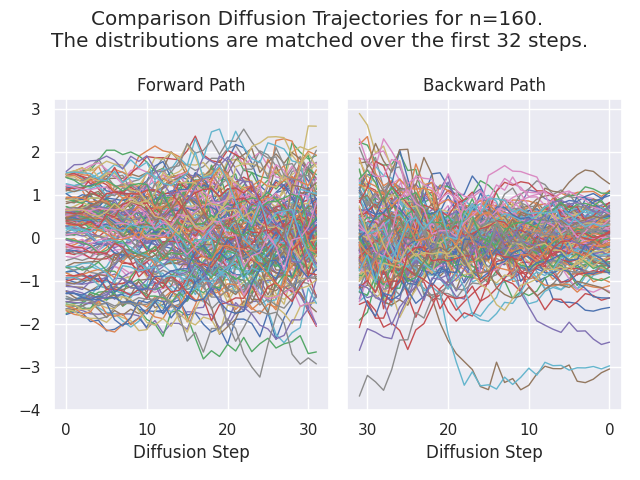 Comparison Diffusion Trajectories for n=160.
The distributions are matched over the first 32 steps.
Forward Path
Backward Path
3
2
1
0
−1
−2
−3
−4
0 10 20 30
30 20 10 0
Diffusion Step
Diffusion Step